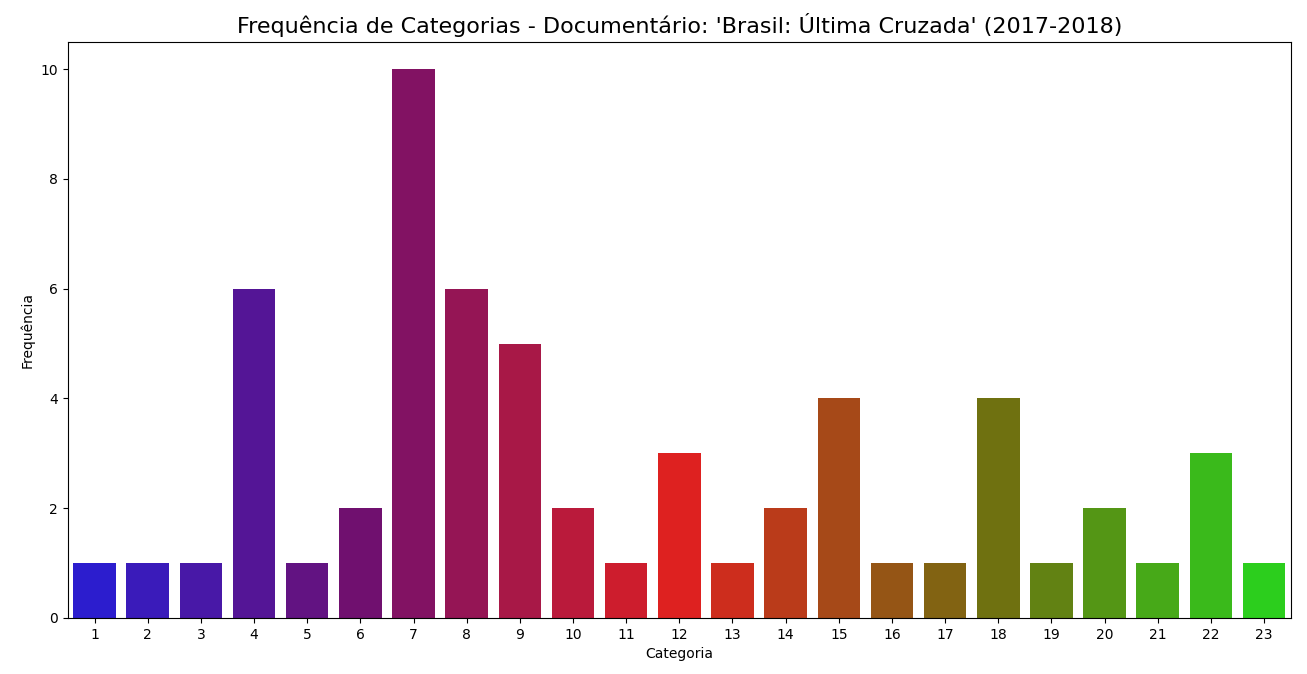 Frequência de Categorias - Documentário: 'Brasil: Última Cruzada' (2017-2018)
10
8
6
4
2
0
Frequência
1 2 3 4 5 6 7 8 9 10 11 12 13 14 15 16 17 18 19 20 21 22 23
Categoria